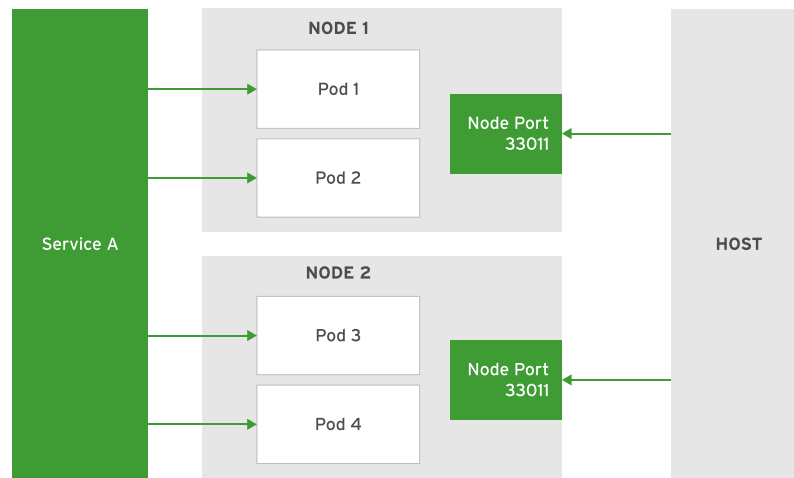 Service A
NODE 1
Pod 1
Pod 2
Node Port
33011
NODE 2
Pod 3
Pod 4
Node Port
33011
HOST